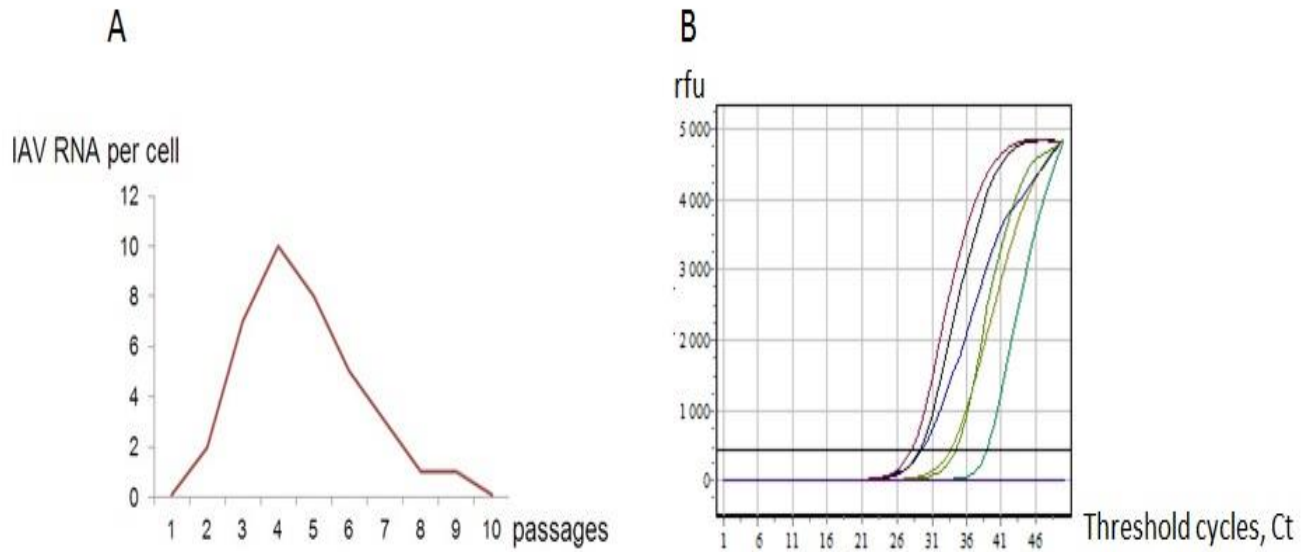 A
IAV RNA per cell
12
10
8
6
4
2
0
1 2 3 4 5 6 7 8 9 10 passages
B
rfu
5 000
4 000
3 000
2 000
1 000
0
1 6 11 16 21 26 31 36 41 46
Threshold cycles, Ct